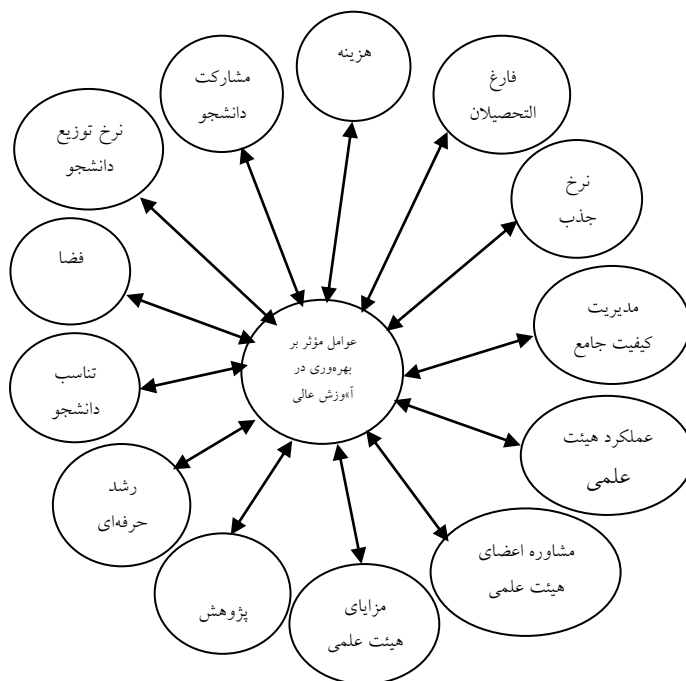 هزینه
فارغ
التحصیلان
نرخ
جذب
مدیریت
کیفیت جامع
عملکرد هیئت
علمی
مشاوره اعضای
هیئت علمی
مزایای
هیئت علمی
پژوهش
رشد
حرفه‌ای
تناسب
دانشجو
فضا
نرخ توزیع
دانشجو
مشارکت
دانشجو
عوامل مؤثر بر
بهره‌وری در
آموزش عالی